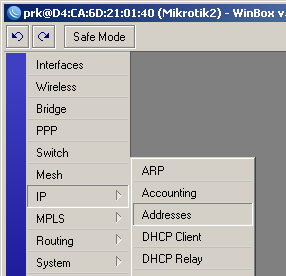 prk@D4:CA:6D:21:01:40 (Mikrotik2) - WinBox v
Safe Mode
Interfaces
Wireless
Bridge
PPP
Switch
Mesh
IP
MPLS
Routing
System
ARP
Accounting
Addresses
DHCP Client
DHCP Relay